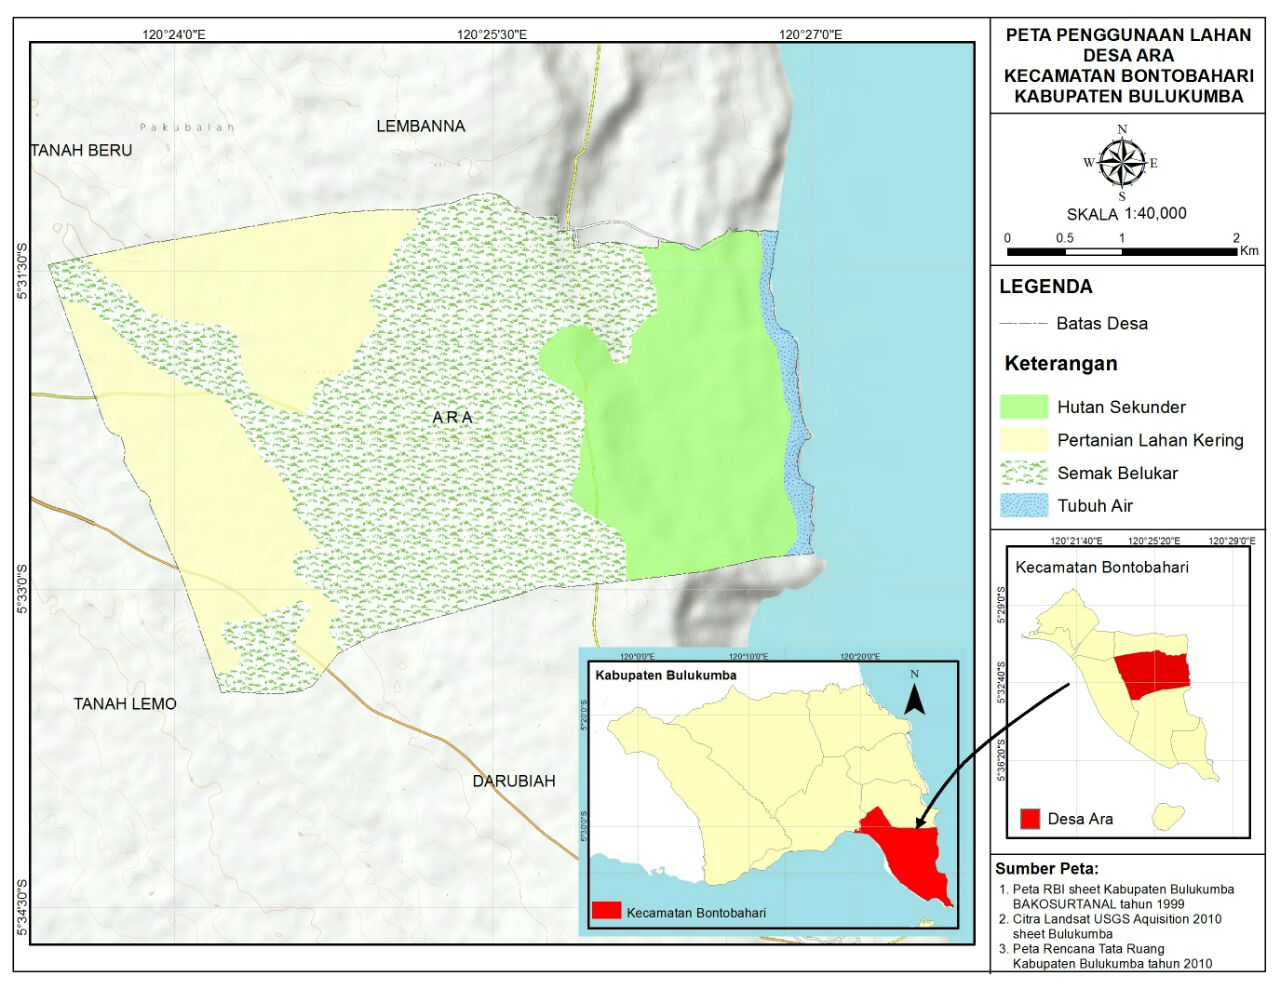 120°24'0"E
120°25'30"E
120°27'0"E
5°31'30"S
5°33'0"S
5°34'30"S
Pakubalah
LEMBANNA
TANAH BERU
ARA
TANAH LEMO
DARUBIAH
120°0'0"E
120°10'0"E
120°20'0"E
5°20'0"S
5°30'0"S
Kabupaten Bulukumba
N
Kecamatan Bontobahari
PETA PENGGUNAAN LAHAN
DESA ARA
KECAMATAN BONTOBAHARI
KABUPATEN BULUKUMBA
N
W
E
S
SKALA 1:40,000
0 0.5 1 2
Km
LEGENDA
Batas Desa
Keterangan
Hutan Sekunder
Pertanian Lahan Kering
Semak Belukar
Tubuh Air
120°21'40"E
120°25'20"E
120°29'0"E
5°29'0"S
5°32'40"S
5°36'20"S
Kecamatan Bontobahari
Desa Ara
Sumber Peta:
1. Peta RBI sheet Kabupaten Bulukumba
BAKOSURTANAL tahun 1999
2. Citra Landsat USGS Aquisition 2010
sheet Bulukumba
3. Peta Rencana Tata Ruang
Kabupaten Bulukumba tahun 2010